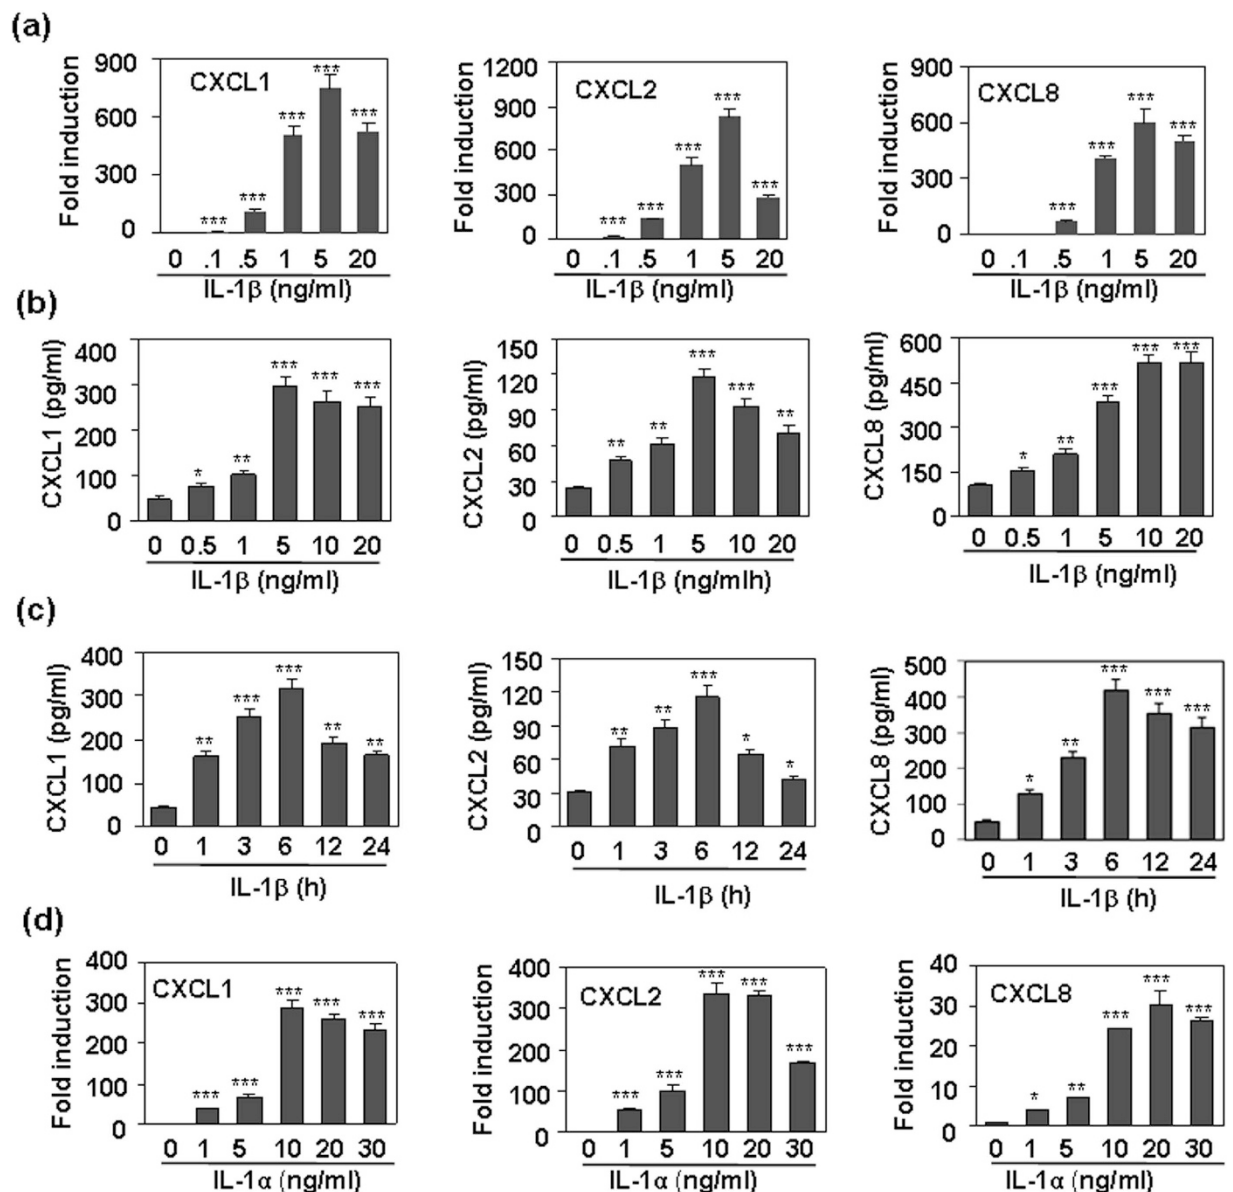 (a)
900
600
300
0
Fold induction
CXCL1
***
***
***
***
***
0 .1 .5 1 5 20
IL-1β (ng/ml)
1200
900
600
300
0
Fold induction
CXCL2
***
***
***
***
***
0 .1 .5 1 5 20
IL-1β (ng/ml)
900
600
300
0
Fold induction
CXCL8
***
***
***
***
0 .1 .5 1 5 20
IL-1β (ng/ml)
(b)
400
300
200
100
0
CXCL1 (pg/ml)
*
**
***
***
***
0 0.5 1 5 10 20
IL-1β (ng/ml)
150
120
90
60
30
0
CXCL2 (pg/ml)
**
**
***
***
**
0 0.5 1 5 10 20
IL-1β (ng/mlh)
600
450
300
150
0
CXCL8 (pg/ml)
*
**
***
***
***
0 0.5 1 5 10 20
IL-1β (ng/ml)
(c)
400
300
200
100
0
CXCL1 (pg/ml)
**
***
***
**
**
0 1 3 6 12 24
IL-1β (h)
150
120
90
60
30
0
CXCL2 (pg/ml)
**
**
***
*
*
0 1 3 6 12 24
IL-1β (h)
500
400
300
200
100
0
CXCL8 (pg/ml)
*
**
***
***
***
0 1 3 6 12 24
IL-1β (h)
(d)
400
300
200
100
0
Fold induction
CXCL1
***
***
***
***
***
0 1 5 10 20 30
IL-1α (ng/ml)
400
300
200
100
0
Fold induction
CXCL2
***
***
***
***
***
0 1 5 10 20 30
IL-1α (ng/ml)
40
30
20
10
0
Fold induction
CXCL8
*
**
***
***
***
0 1 5 10 20 30
IL-1α (ng/ml)